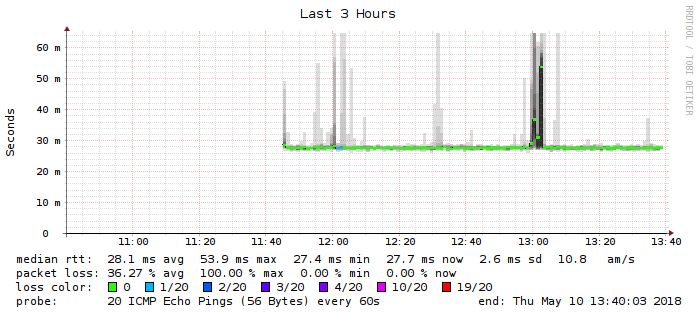 Last 3 Hours
RRDTOOL / TOBI OETIKER
Seconds
60 m
50 m
40 m
30 m
20 m
10 m
0
11:00 11:20 11:40 12:00 12:20 12:40 13:00 13:20 13:40
median rtt: 28.1 ms avg 53.9 ms max 27.4 ms min 27.7 ms now 2.6 ms sd 10.8 am/s
packet loss: 36.27 % avg 100.00 % max 0.00 % min 0.00 % now
loss color: 0 1/20 2/20 3/20 4/20 10/20 19/20
probe: 20 ICMP Echo Pings (56 Bytes) every 60s end: Thu May 10 13:40:03 2018